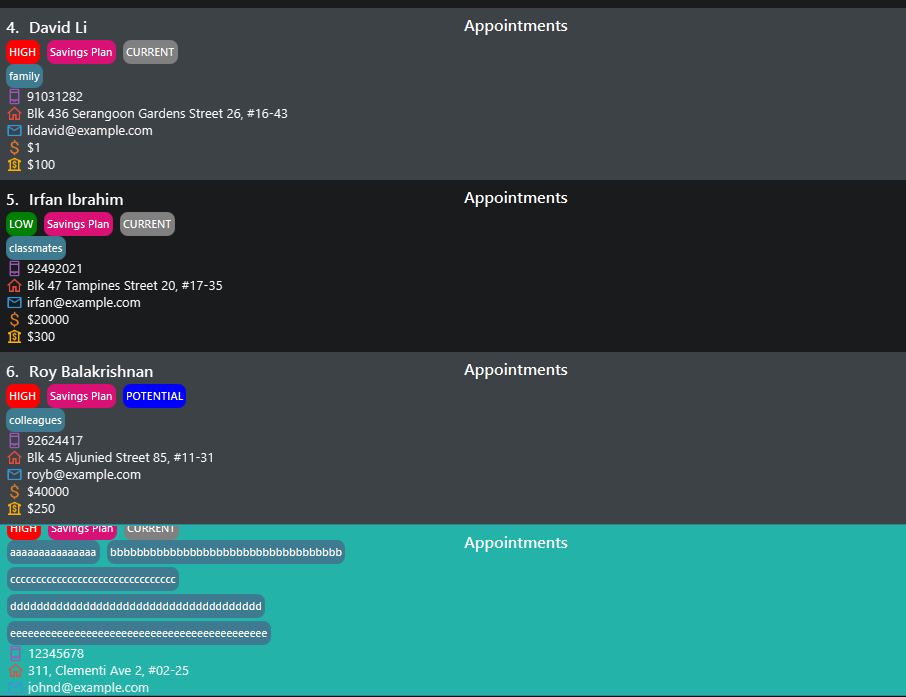 4. David Li
Appointments
HIGH Savings Plan CURRENT
family
91031282
Blk 436 Serangoon Gardens Street 26, #16-43
lidavid@example.com
$1
$100
5. Irfan Ibrahim
Appointments
LOW Savings Plan CURRENT
classmates
92492021
Blk 47 Tampines Street 20, #17-35
irfan@example.com
$20000
$300
6. Roy Balakrishnan
Appointments
HIGH Savings Plan POTENTIAL
colleagues
92624417
Blk 45 Aljunied Street 85, #11-31
royb@example.com
$40000
$250
HIGH Savings Plan CURRENT
Appointments
aaaaaaaaaaaaaaa bbbbbbbbbbbbbbbbbbbbbbbbbbbbbbbbbbb
cccccccccccccccccccccccccccccccc
dddddddddddddddddddddddddddddddddddddd
eeeeeeeeeeeeeeeeeeeeeeeeeeeeeeeeeeeeeeeeeee
12345678
311, Clementi Ave 2, #02-25
johnd@example.com